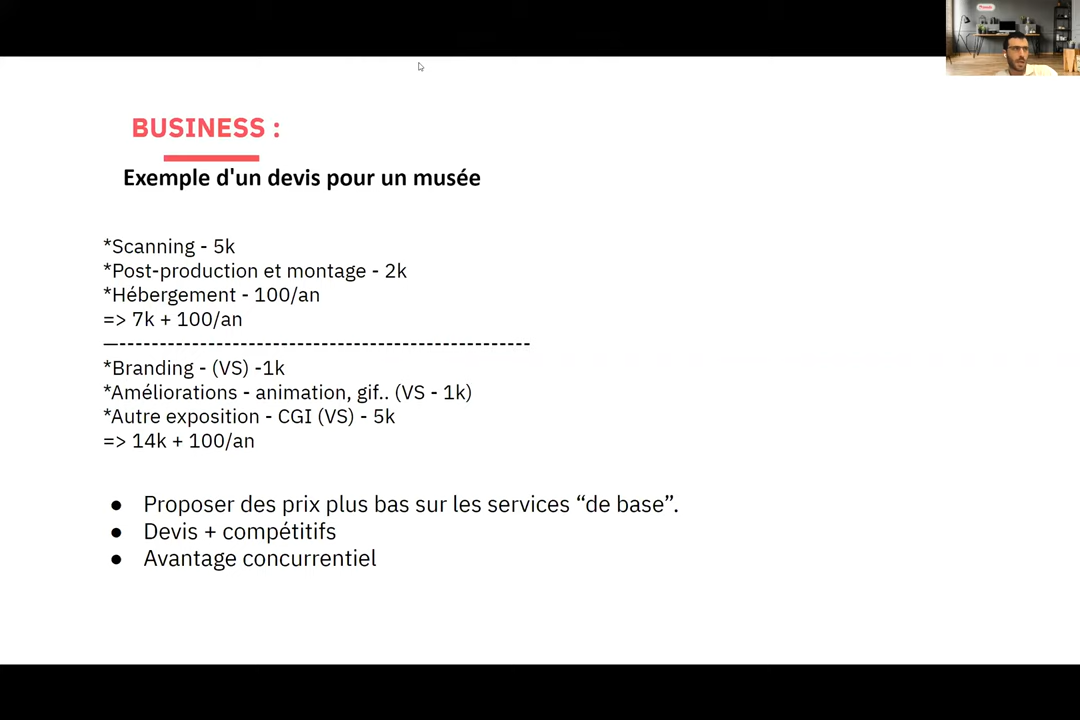 BUSINESS :
Exemple d'un devis pour un musée
*Scanning - 5k
*Post-production et montage - 2k
*Hébergement - 100/an
=> 7k + 100/an
—---------------------------------------------------
*Branding - (VS) -1k
*Améliorations - animation, gif.. (VS - 1k)
*Autre exposition - CGI (VS) - 5k
=> 14k + 100/an
● Proposer des prix plus bas sur les services “de base”.
● Devis + compétitifs
● Avantage concurrentiel